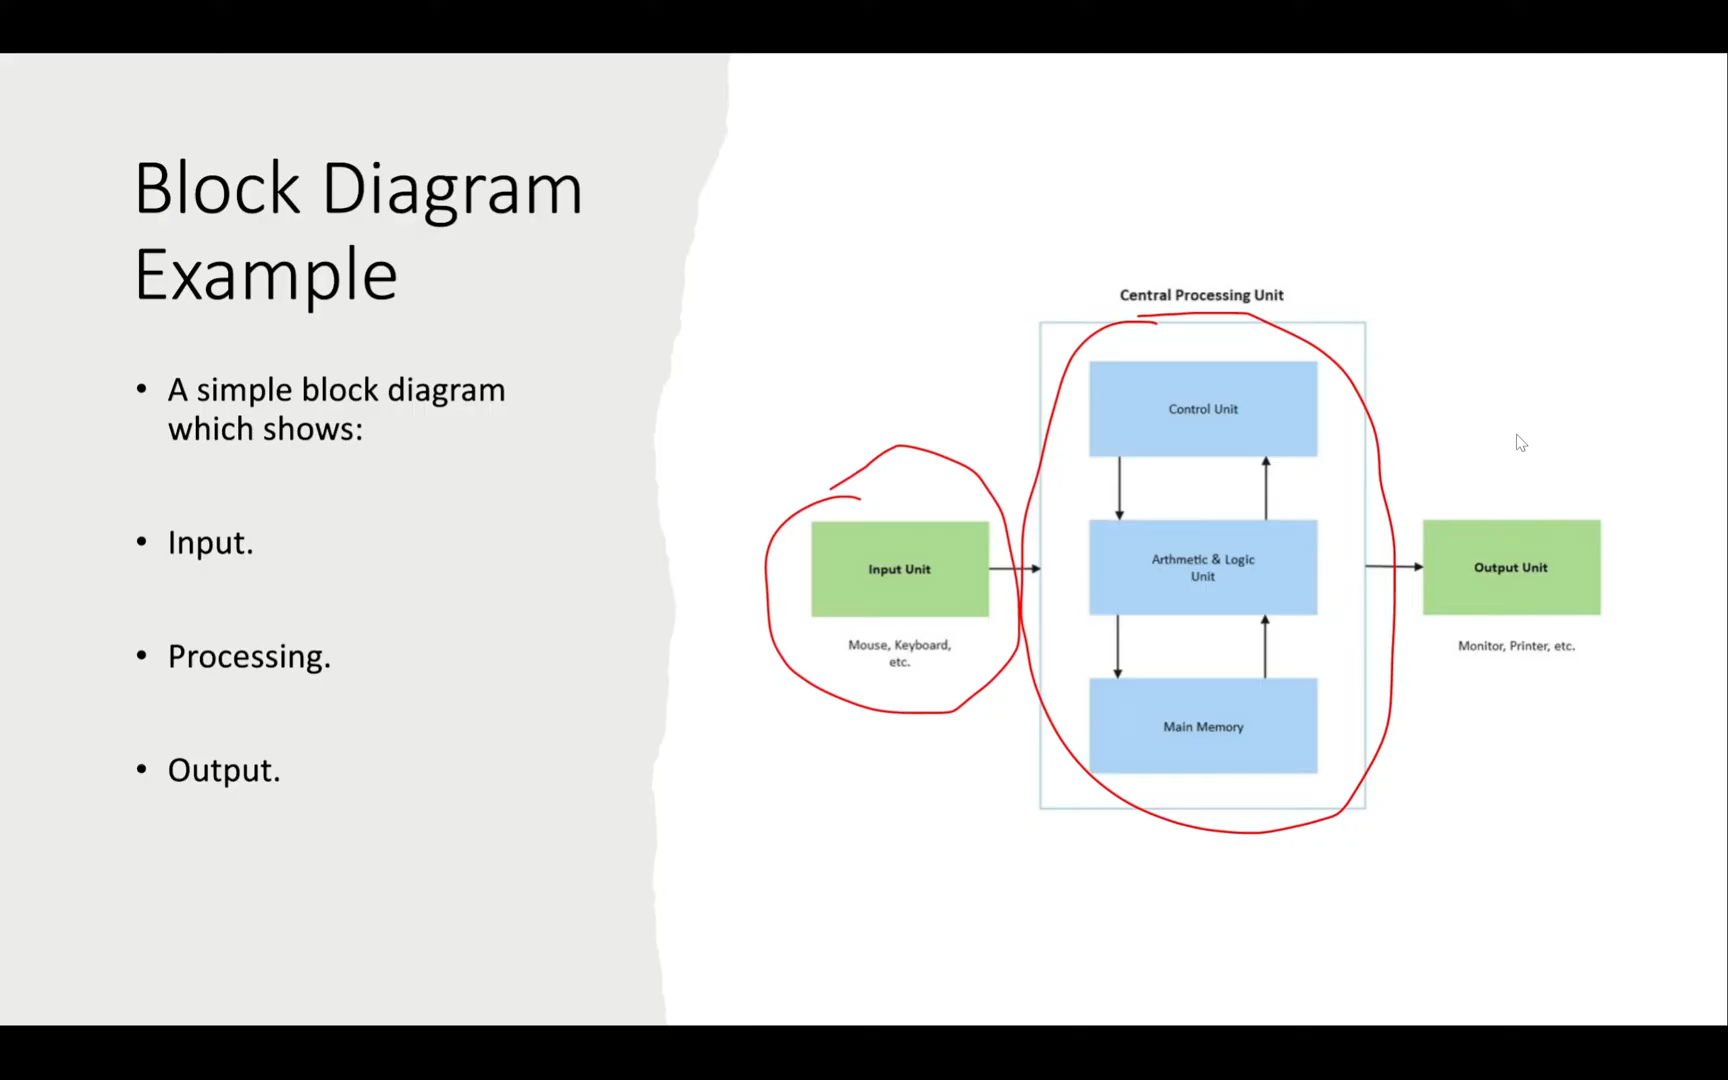 Block Diagram
Example
• A simple block diagram
which shows:
• Input.
• Processing.
• Output.
Central Processing Unit
Control Unit
Arthmetic & Logic
Unit
Main Memory
Input Unit
Mouse, Keyboard,
etc.
Output Unit
Monitor, Printer, etc.